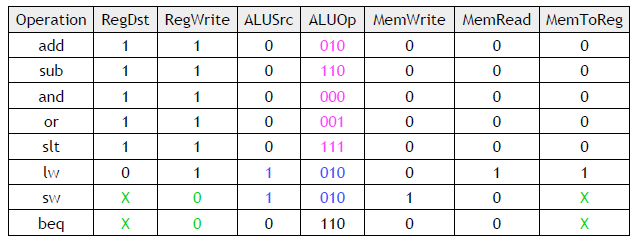 Operation RegDst RegWrite ALUSrc ALUOp MemWrite MemRead MemToReg
add 1 1 0 010 0 0 0
sub 1 1 0 110 0 0 0
and 1 1 0 000 0 0 0
or 1 1 0 001 0 0 0
slt 1 1 0 111 0 0 0
lw 0 1 1 010 0 1 1
sw X 0 1 010 1 0 X
beq X 0 0 110 0 0 X